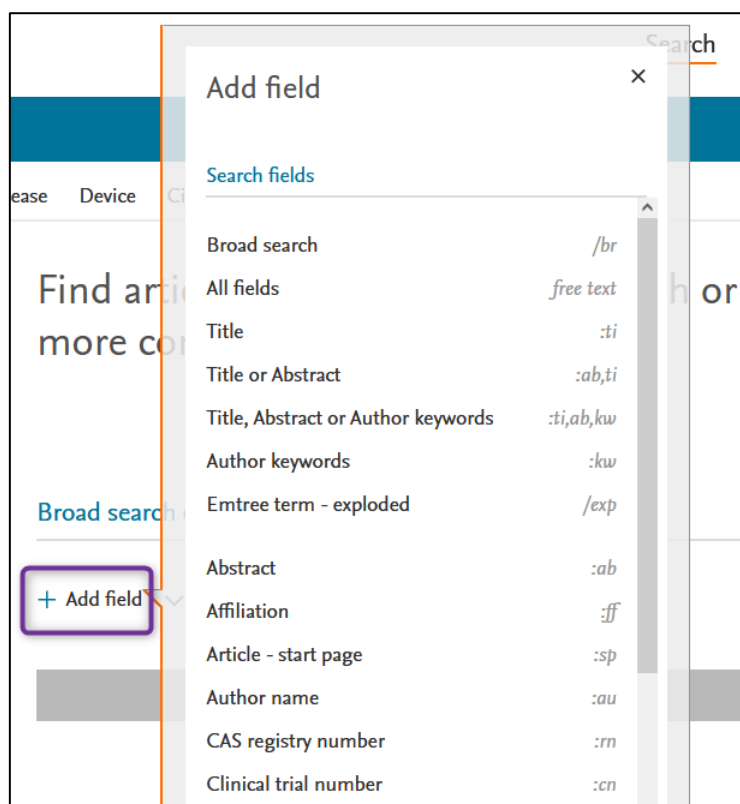 Search
Add field
×
Search fields
ease Device Ci
Broad search /br
All fields free text
Find arti h or
Title :ti
more co
Title or Abstract :ab,ti
Title, Abstract or Author keywords :ti,ab,kw
Author keywords :kw
Emtree term - exploded /exp
Broad search
Abstract :ab
+ Add field
Affiliation :ff
Article - start page :sp
Author name :au
CAS registry number :rn
Clinical trial number :cn